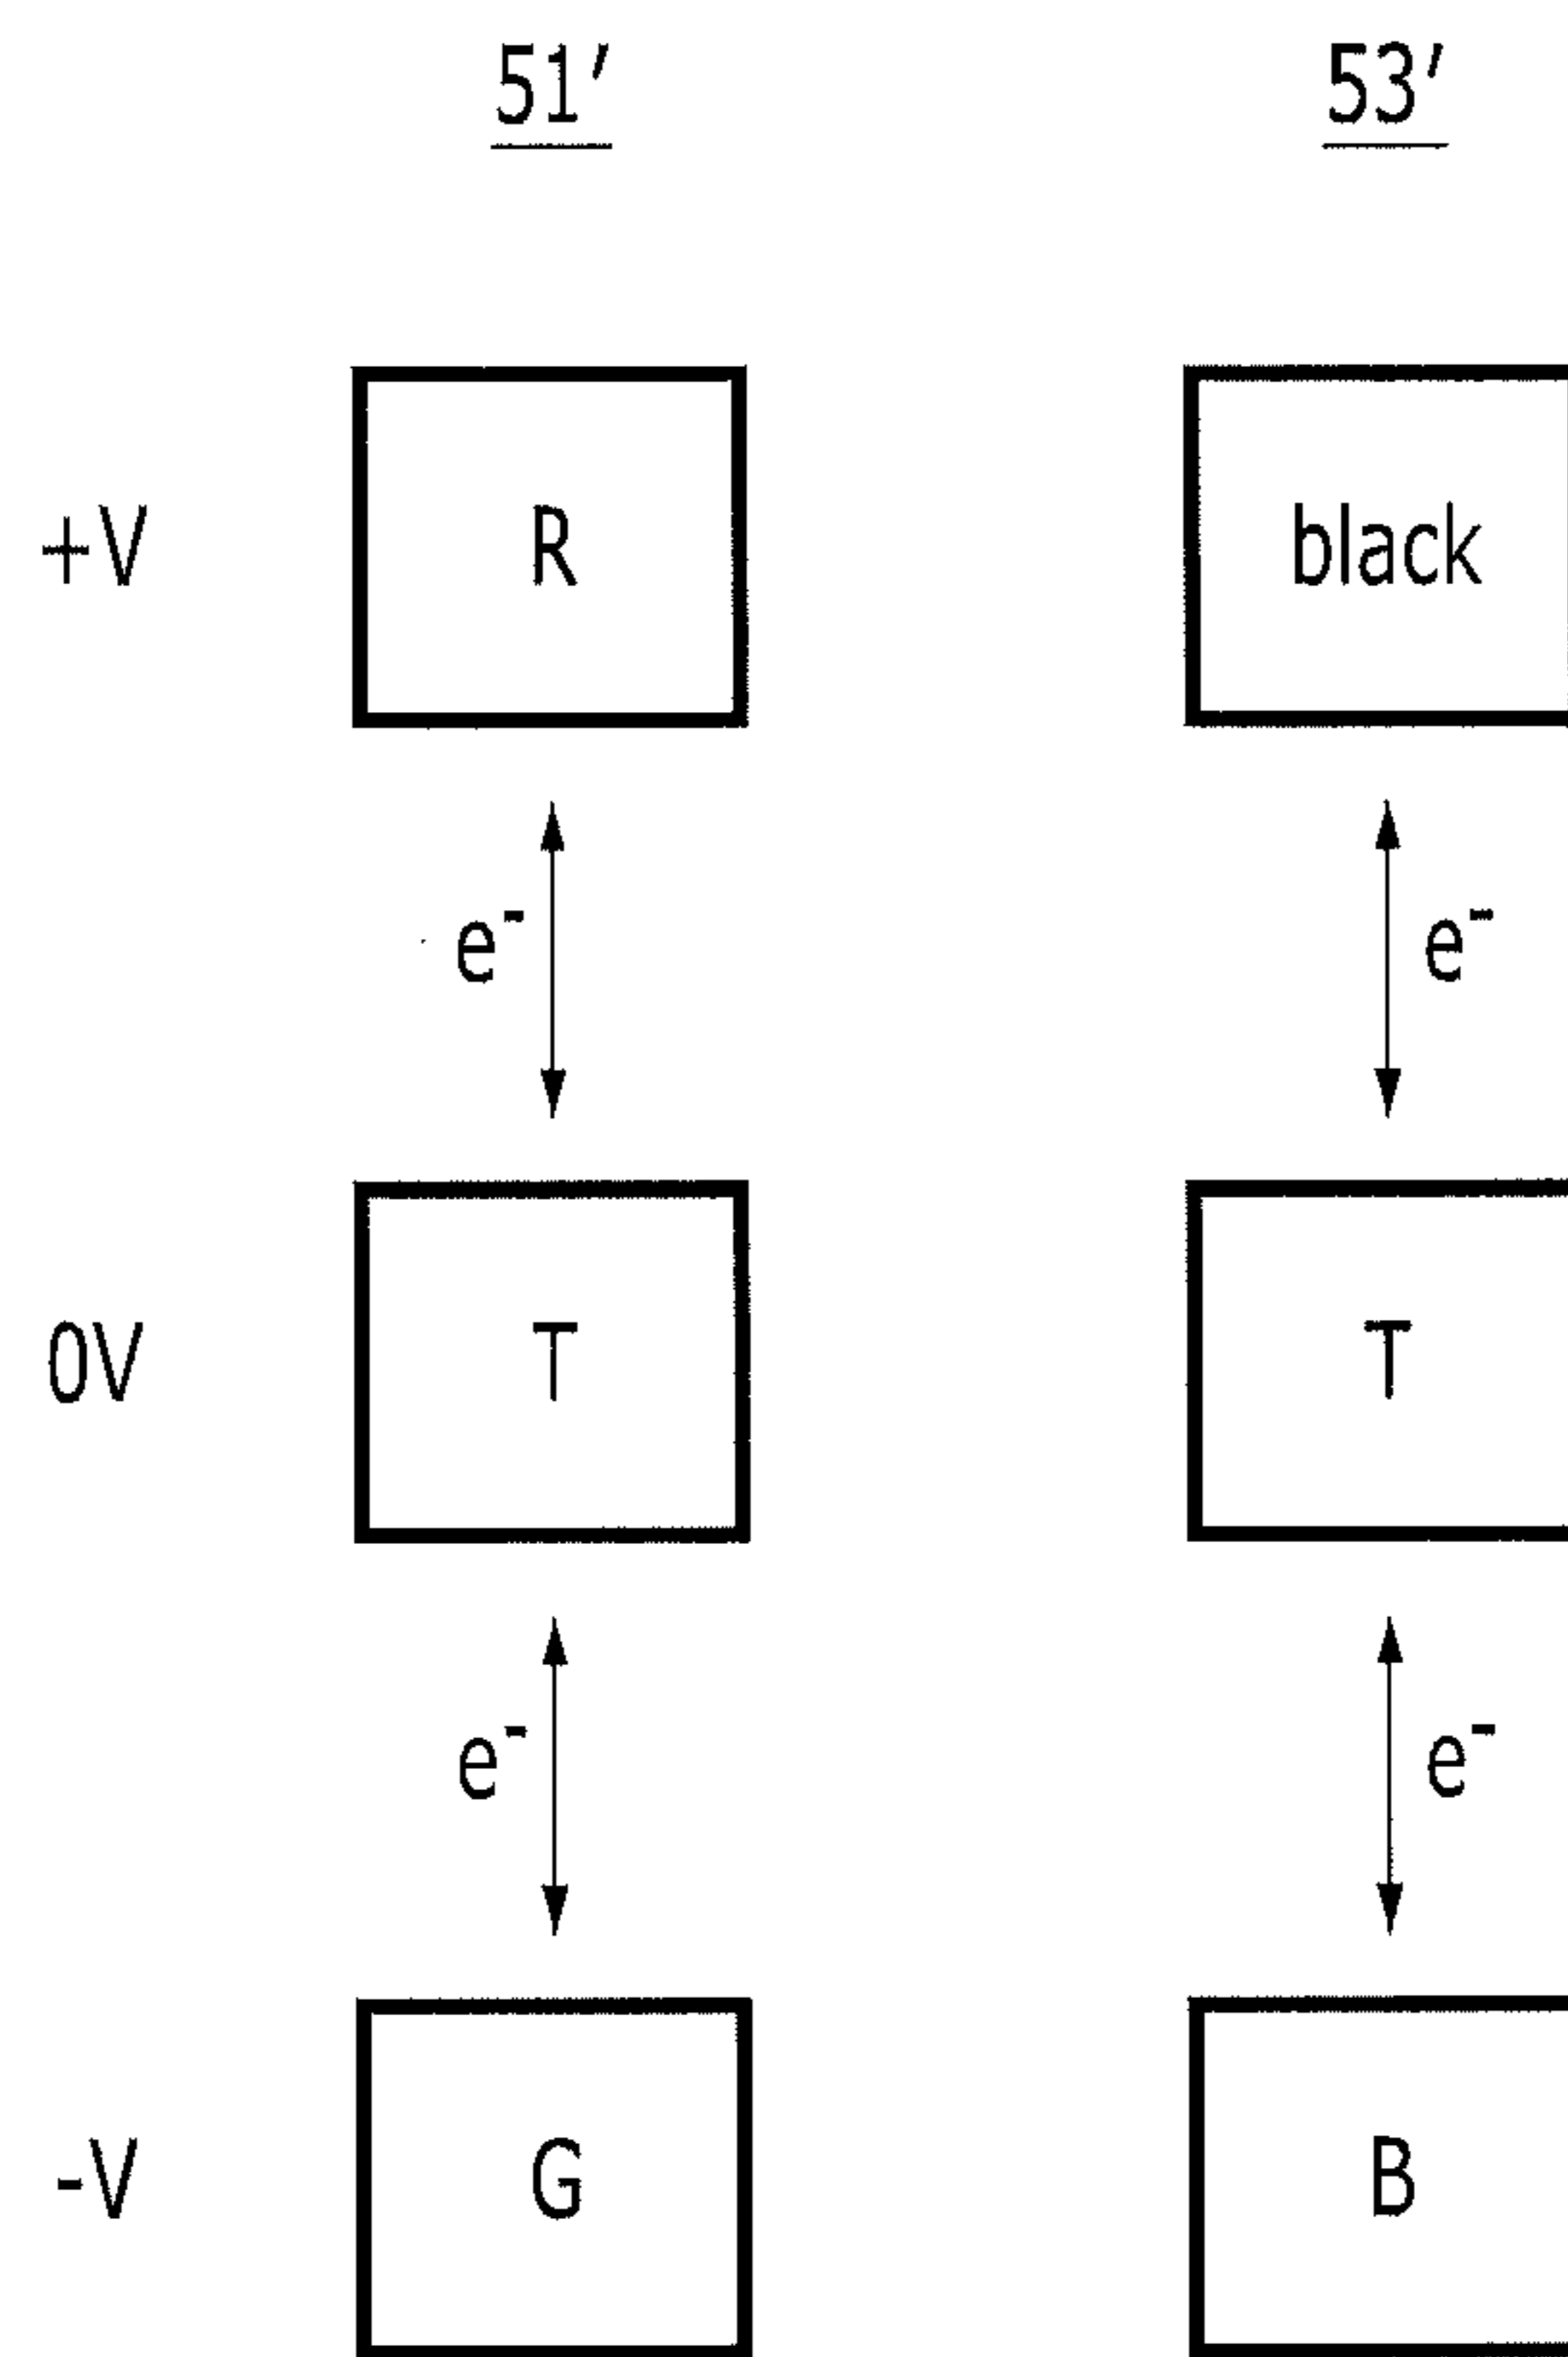 51' 53'
+V R black
e⁻ e⁻
0V T T
e⁻ e⁻
-V G B